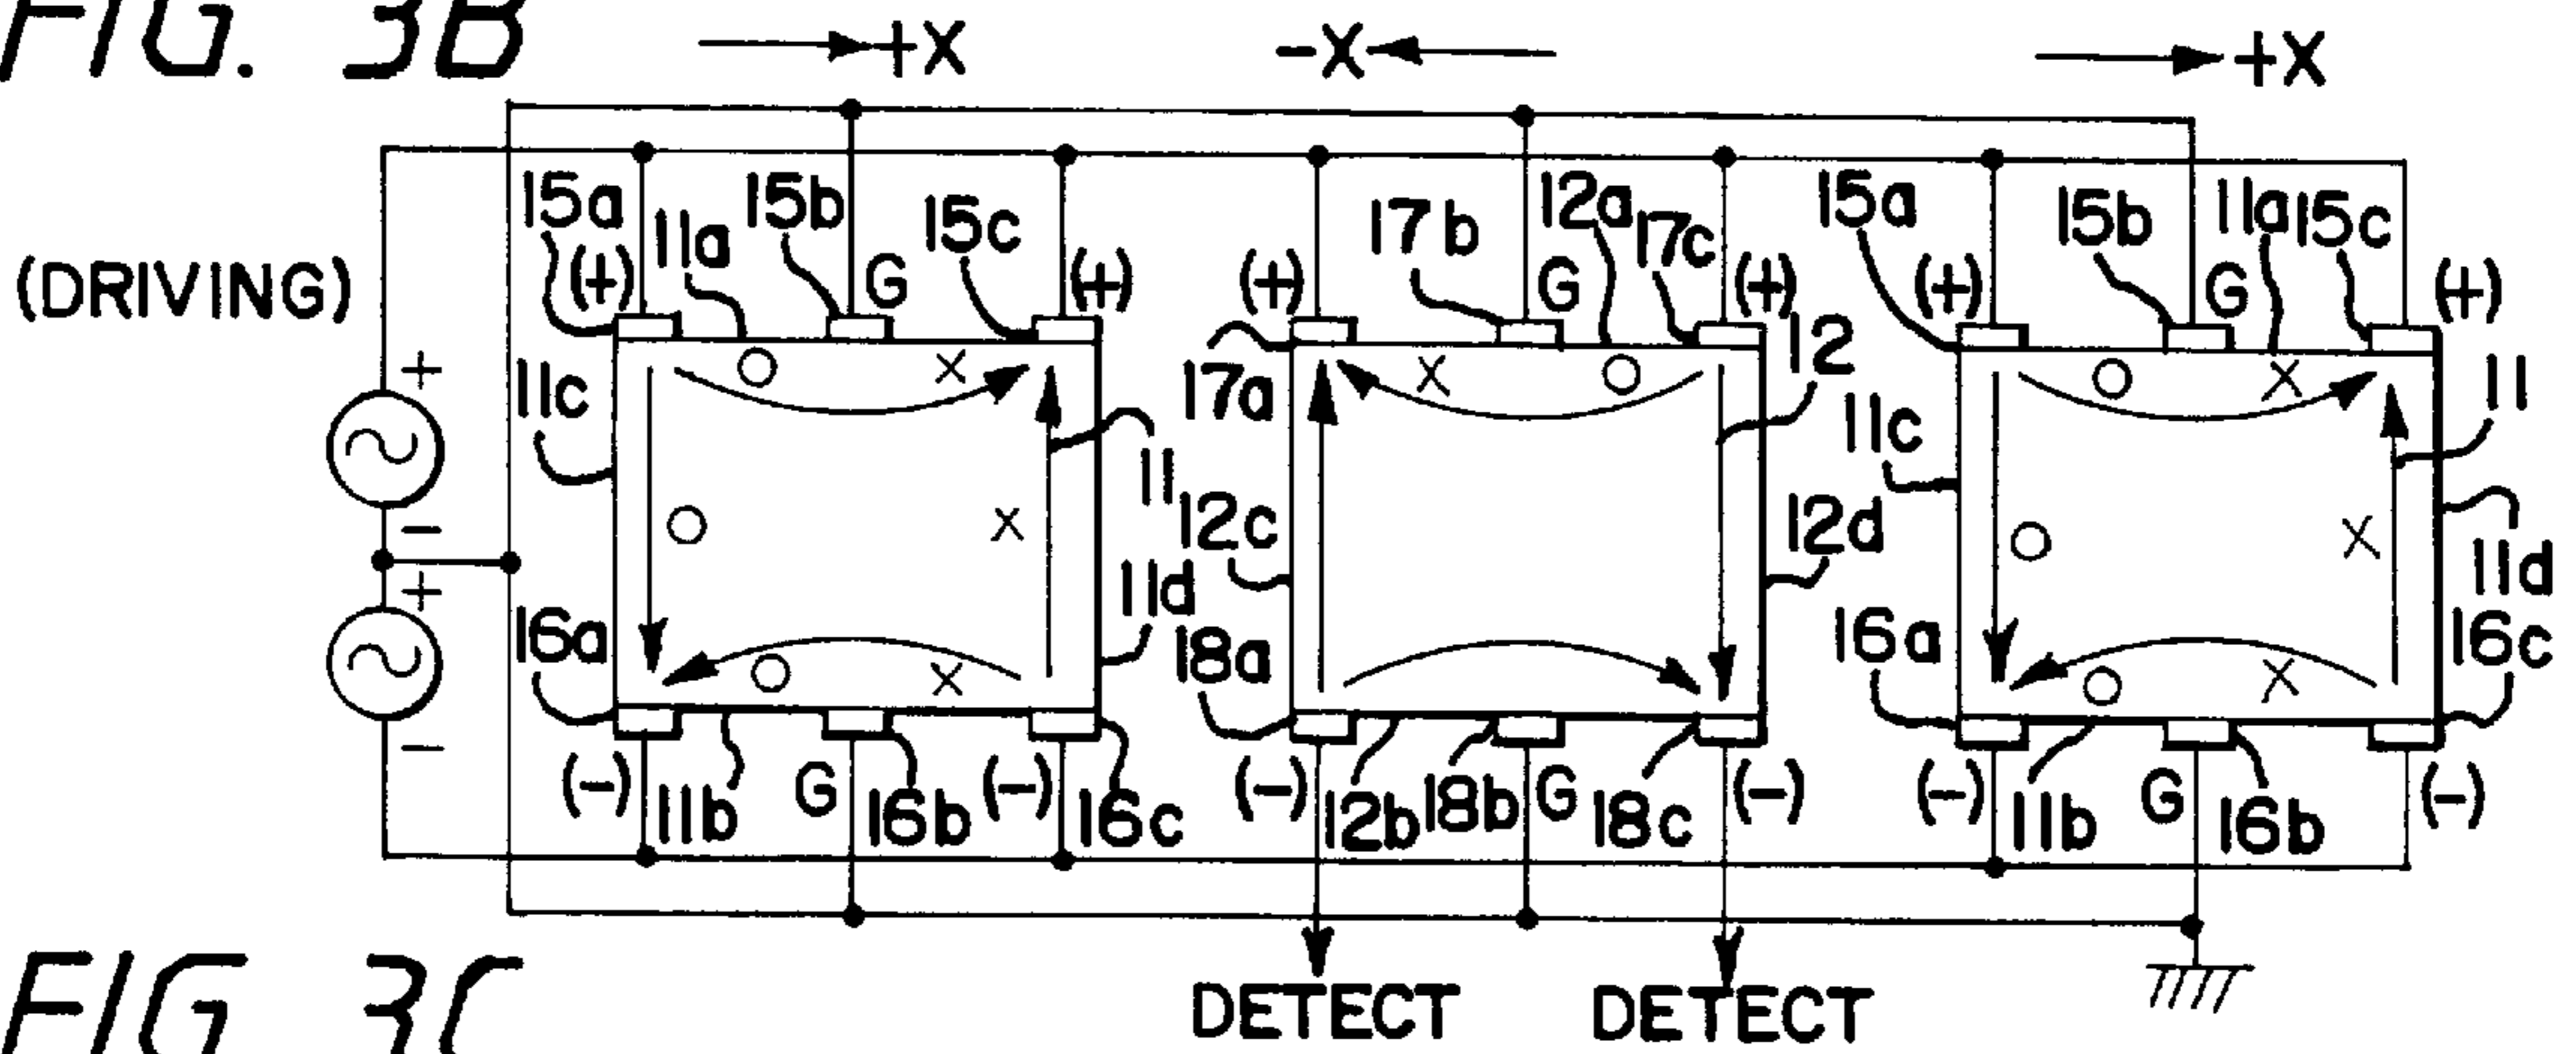 FIG. 3B
+X
-X
+X
15a
11a
15b
15c
17b
12a
17c
15a
15b
11a
15c
(DRIVING)
(+)
G
(+)
(+)
G
(+)
(+)
G
(+)
+
11c
17a
12
11c
11
11
12c
12d
11d
−
+
16a
11d
18a
16a
16c
−
(-)
11b
G
16b
(-)
16c
(-)
12b
18b
G
18c
(-)
(-)
11b
G
16b
(-)
DETECT
DETECT
FIG. 3C